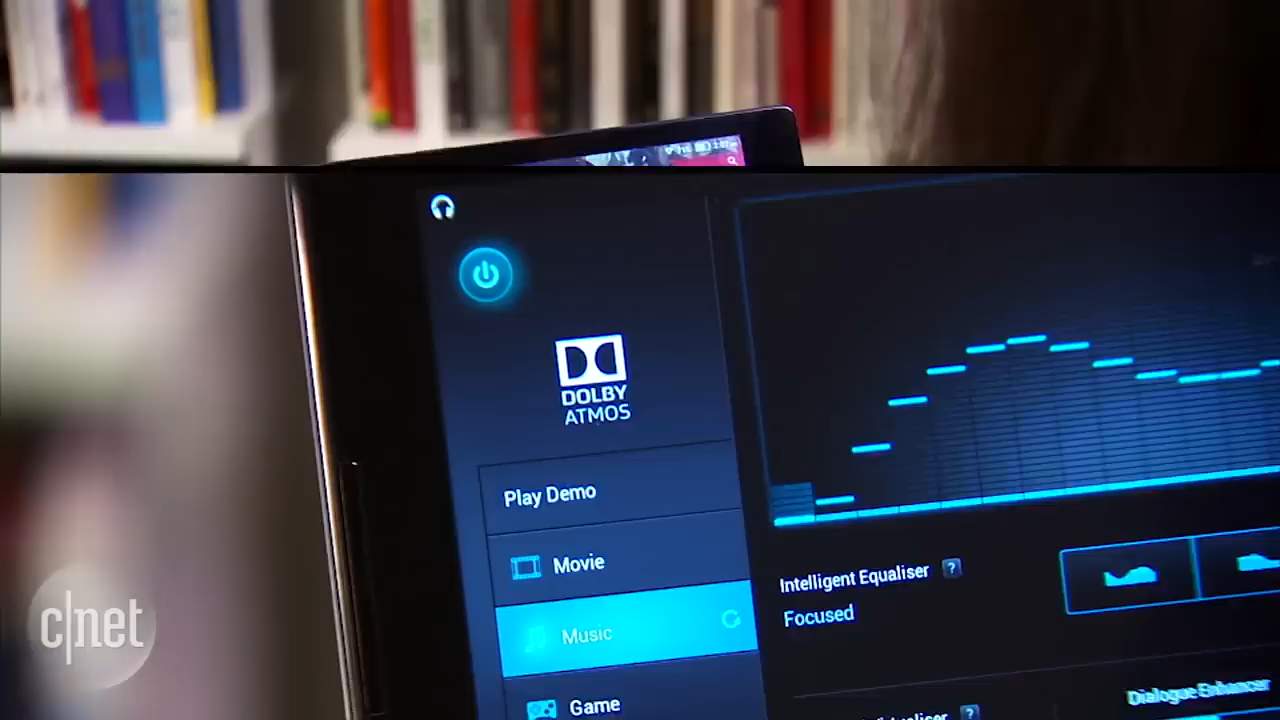 DOLBY
ATMOS
Play Demo
Movie
Intelligent Equaliser ?
Focused
Music
Game
Dialogue Enhancer
?
c|net